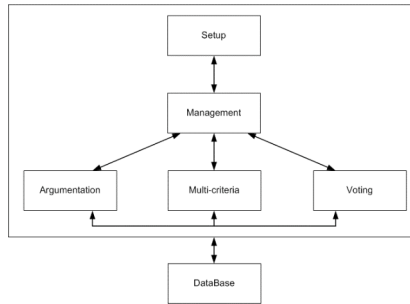 Setup
Management
Argumentation
Multi-criteria
Voting
DataBase